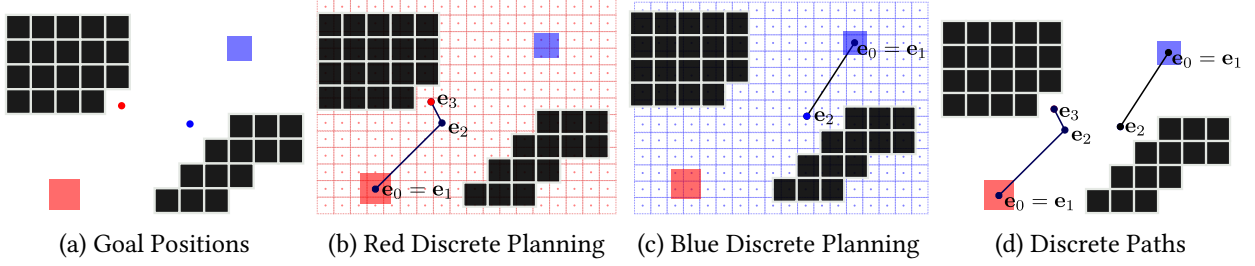 e₀ = e₁
e₂
e₃
e₀ = e₁
e₂
e₀ = e₁
e₂
e₃
e₂
e₀ = e₁
(a) Goal Positions
(b) Red Discrete Planning
(c) Blue Discrete Planning
(d) Discrete Paths